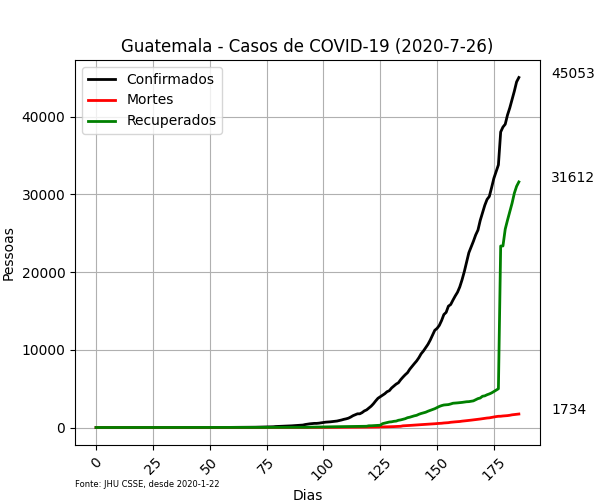 Guatemala - Casos de COVID-19 (2020-7-26)
Confirmados
Mortes
Recuperados
45053
31612
1734
Pessoas
40000
30000
20000
10000
0
0
25
50
75
100
125
150
175
Dias
Fonte: JHU CSSE, desde 2020-1-22